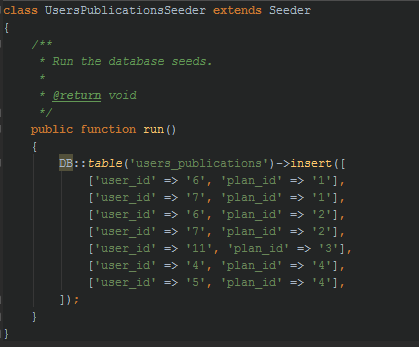 class UsersPublicationsSeeder extends Seeder
{
    /**
     * Run the database seeds.
     *
     * @return void
     */
    public function run()
    {
        DB::table('users_publications')->insert([
            ['user_id' => '6', 'plan_id' => '1'],
            ['user_id' => '7', 'plan_id' => '1'],
            ['user_id' => '6', 'plan_id' => '2'],
            ['user_id' => '7', 'plan_id' => '2'],
            ['user_id' => '11', 'plan_id' => '3'],
            ['user_id' => '4', 'plan_id' => '4'],
            ['user_id' => '5', 'plan_id' => '4'],
        ]);
    }
}